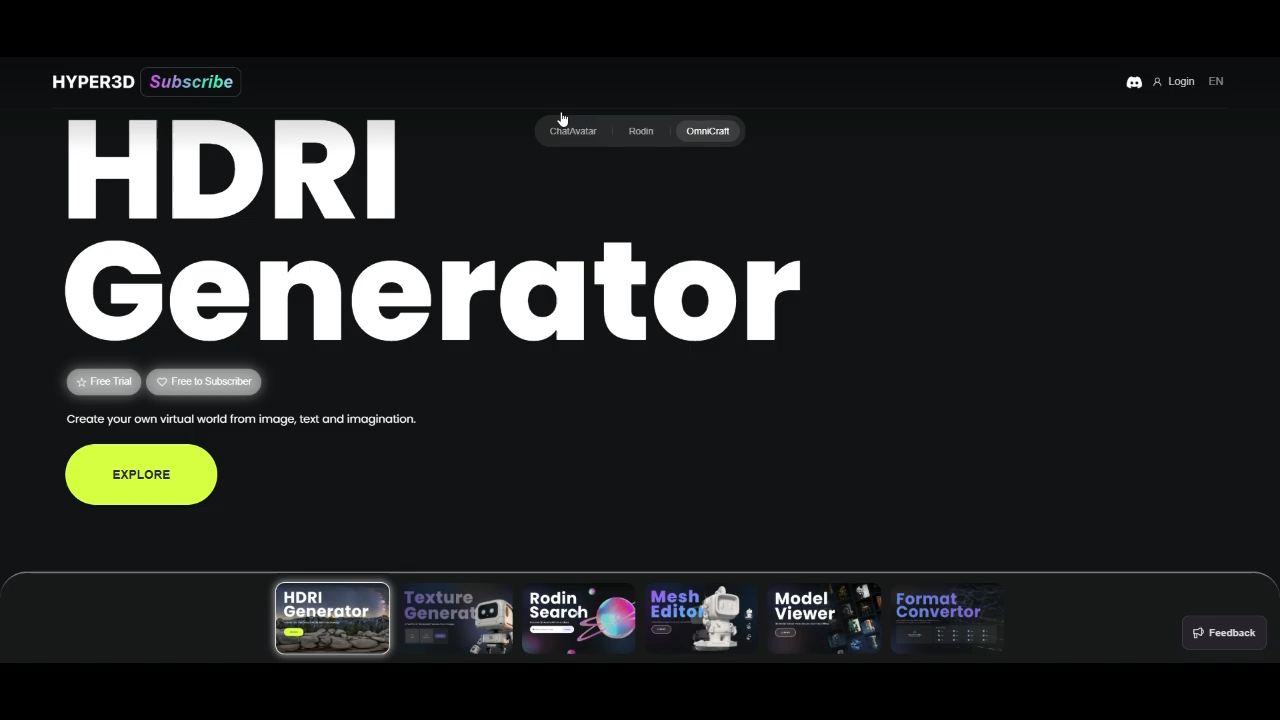 HYPER3D Subscribe
Login EN
ChatAvatar Rodin OmniCraft
HDRI
Generator
Free Trial Free to Subscriber
Create your own virtual world from image, text and imagination.
EXPLORE
HDRI
Generator
Texture
Generat
Rodin
Search
Mesh
Editor
Model
Viewer
Format
Convertor
Feedback